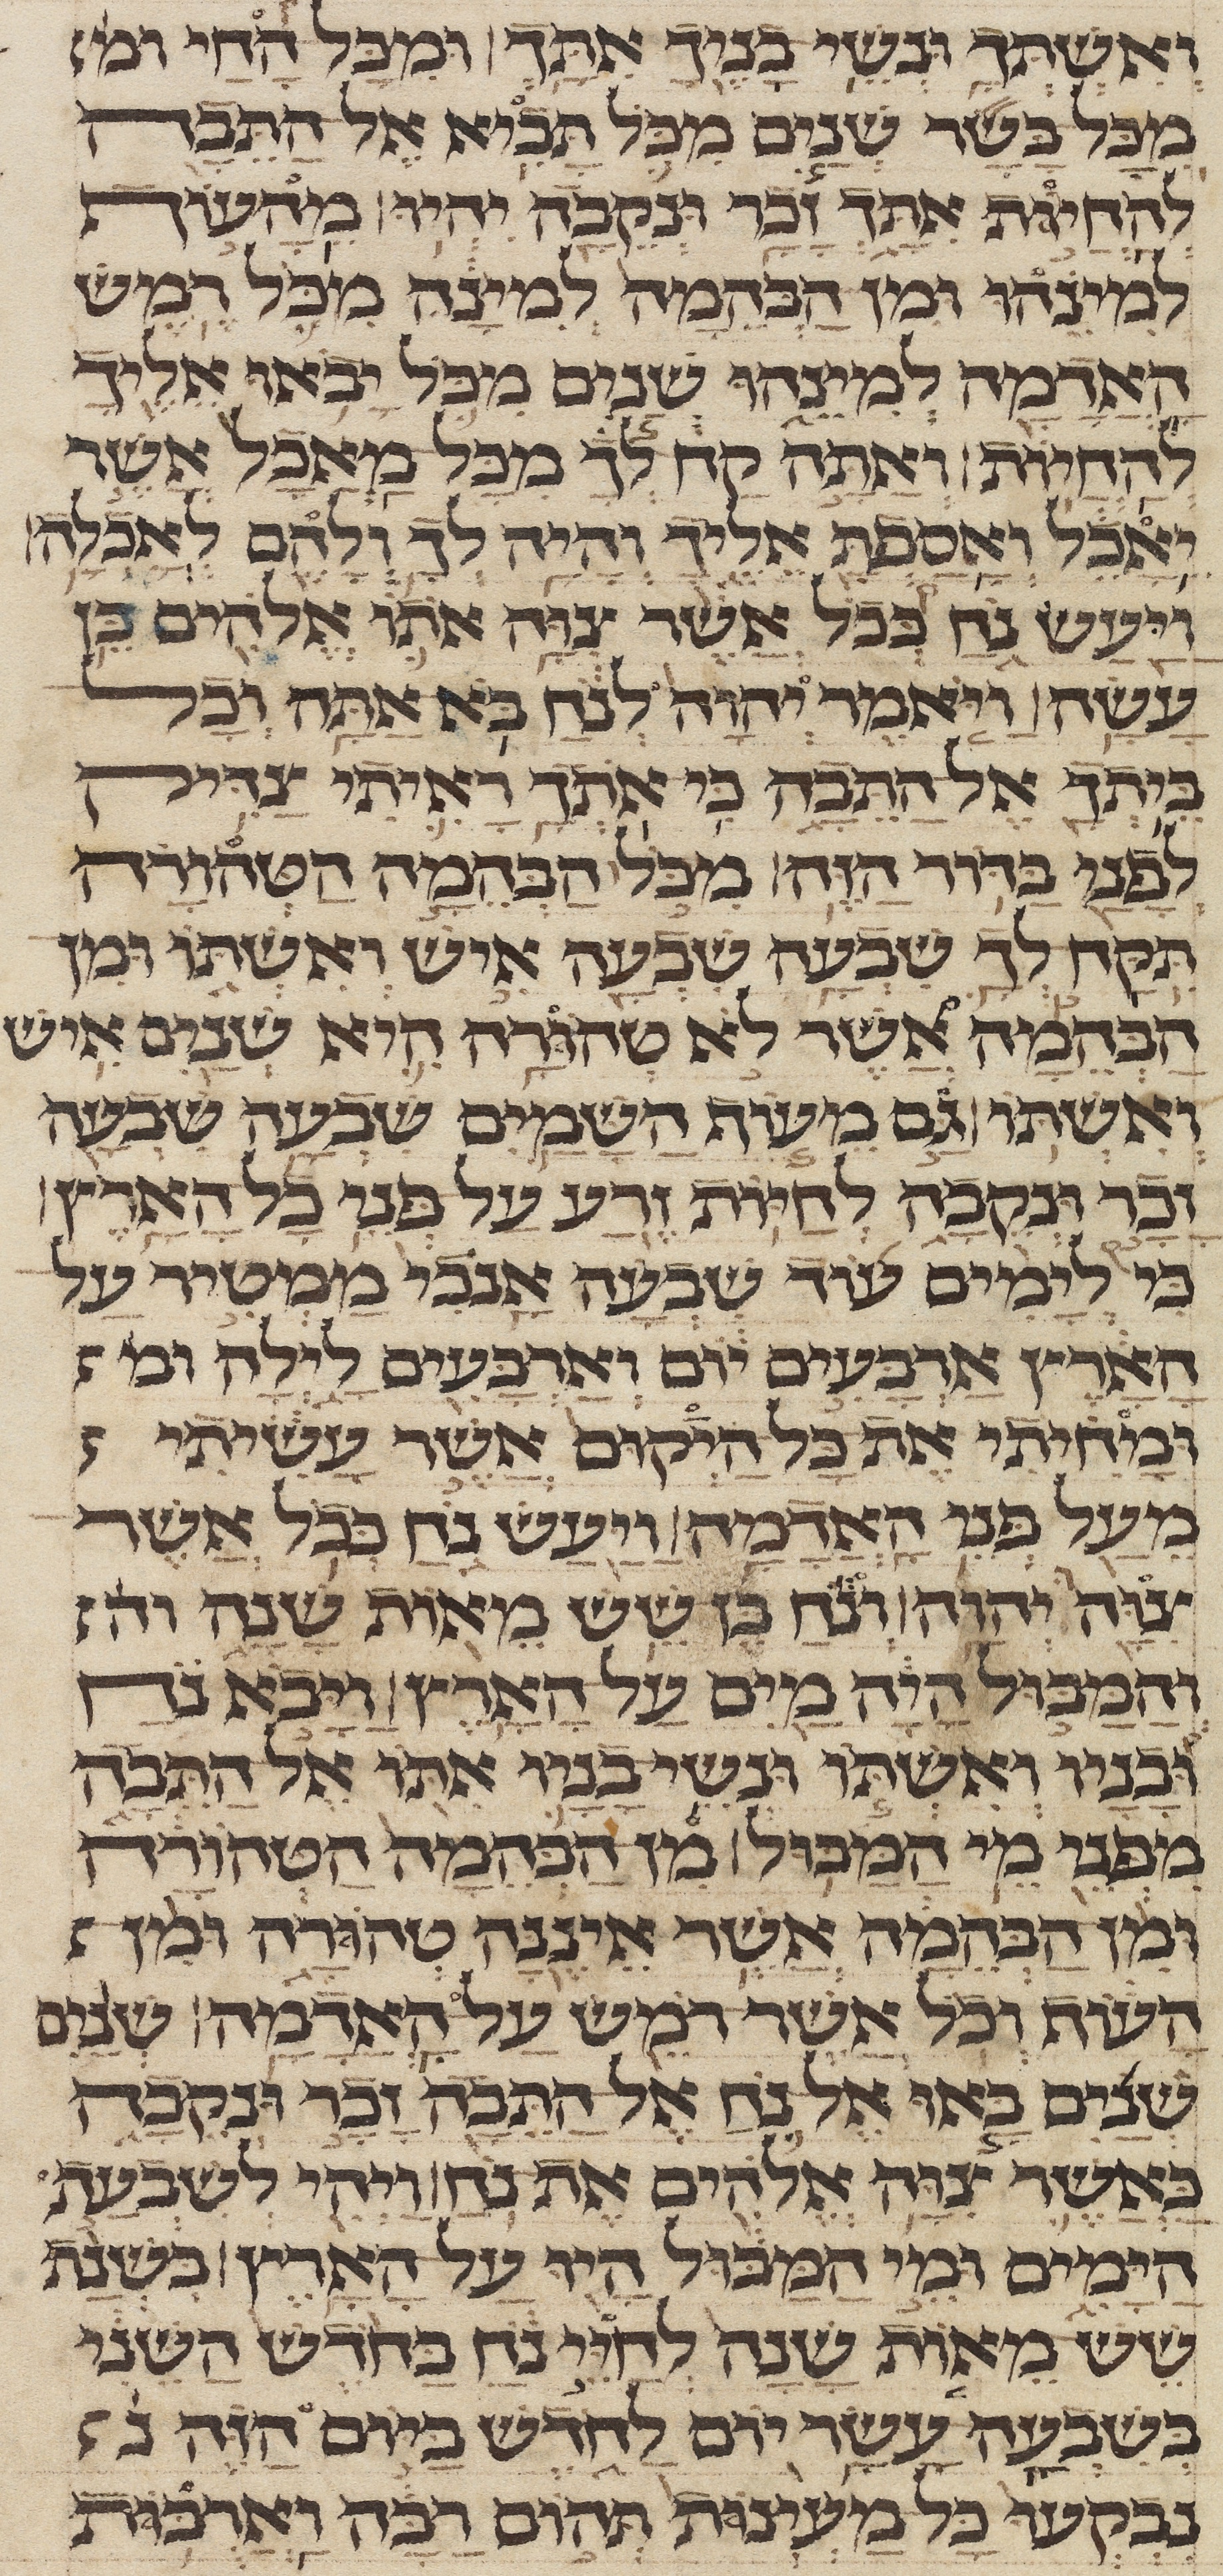 ואשתך ונשי בניך אתך ׀ ומכל החי ומ
מכל בשר שנים מכל תביא אל התבה
להחיות אתך זכר ונקבה יהיו ׀ מהעוף
למינהו ומן הבהמה למינה מכל רמש
האדמה למינהו שנים מכל יבאו אליך
להחיות ׀ ואתה קח לך מכל מאכל אשר
יאכל ואספת אליך והיה לך ולהם לאכלה ׀
ויעש נח ככל אשר צוה אתו אלהים כן
עשה ׀ ויאמר יהוה לנח בא אתה וכל
ביתך אל התבה כי אתך ראיתי צדיק
לפני בדור הזה ׀ מכל הבהמה הטהורה
תקח לך שבעה שבעה איש ואשתו ומן
הבהמה אשר לא טהורה היא שנים איש
ואשתו ׀ גם מעוף השמים שבעה שבעה
זכר ונקבה לחיות זרע על פני כל הארץ ׀
כי לימים עוד שבעה אנכי ממטיר על
הארץ ארבעים יום וארבעים לילה ומ
ומחיתי את כל היקום אשר עשיתי
מעל פני האדמה ׀ ויעש נח ככל אשר
צוה יהוה ׀ ונח בן שש מאות שנה וה
והמבול היה מים על הארץ ׀ ויבא נח
ובניו ואשתו ונשי בניו אתו אל התבה
מפני מי המבול ׀ מן הבהמה הטהורה
ומן הבהמה אשר איננה טהורה ומן
העוף וכל אשר רמש על האדמה ׀ שנים
שנים באו אל נח אל התבה זכר ונקבה
כאשר צוה אלהים את נח ׀ ויהי לשבעת
הימים ומי המבול היו על הארץ ׀ בשנת
שש מאות שנה לחיי נח בחדש השני
בשבעה עשר יום לחדש ביום הזה נ
נבקעו כל מעינות תהום רבה וארבות